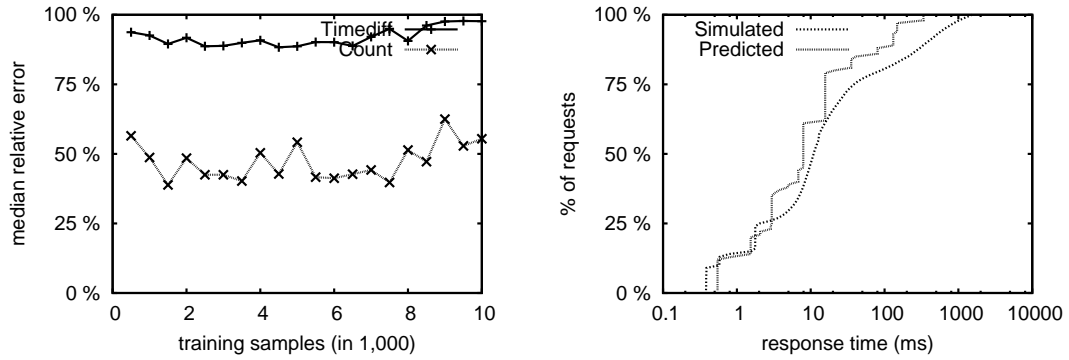 100 %
75 %
50 %
25 %
0 %
median relative error
Timediff
Count
0 2 4 6 8 10
training samples (in 1,000)
100 %
75 %
50 %
25 %
0 %
% of requests
Simulated
Predicted
0.1 1 10 100 1000 10000
response time (ms)